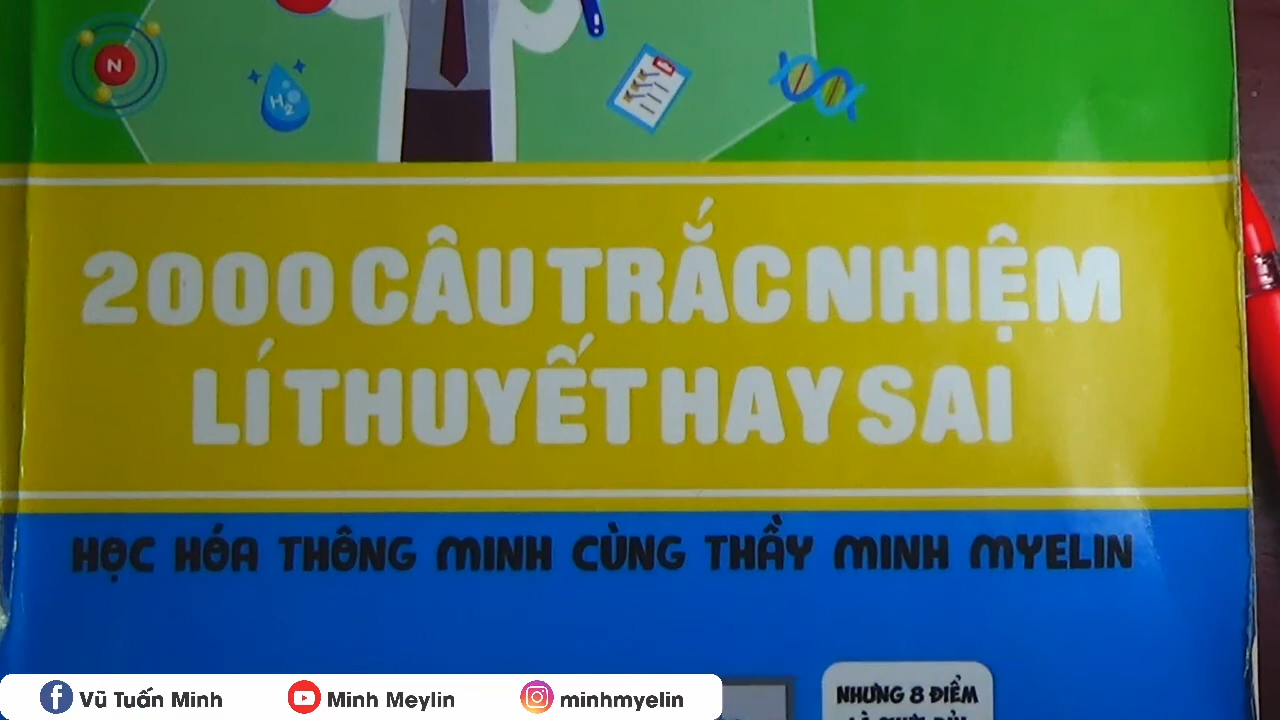 N
H2
2000 CÂU TRẮC NHIỆM
LÍ THUYẾT HAY SAI
HỌC HÓA THÔNG MINH CÙNG THẦY MINH MYELIN
NHƯNG 8 ĐIỂM
Vũ Tuấn Minh
Minh Meylin
minhmyelin